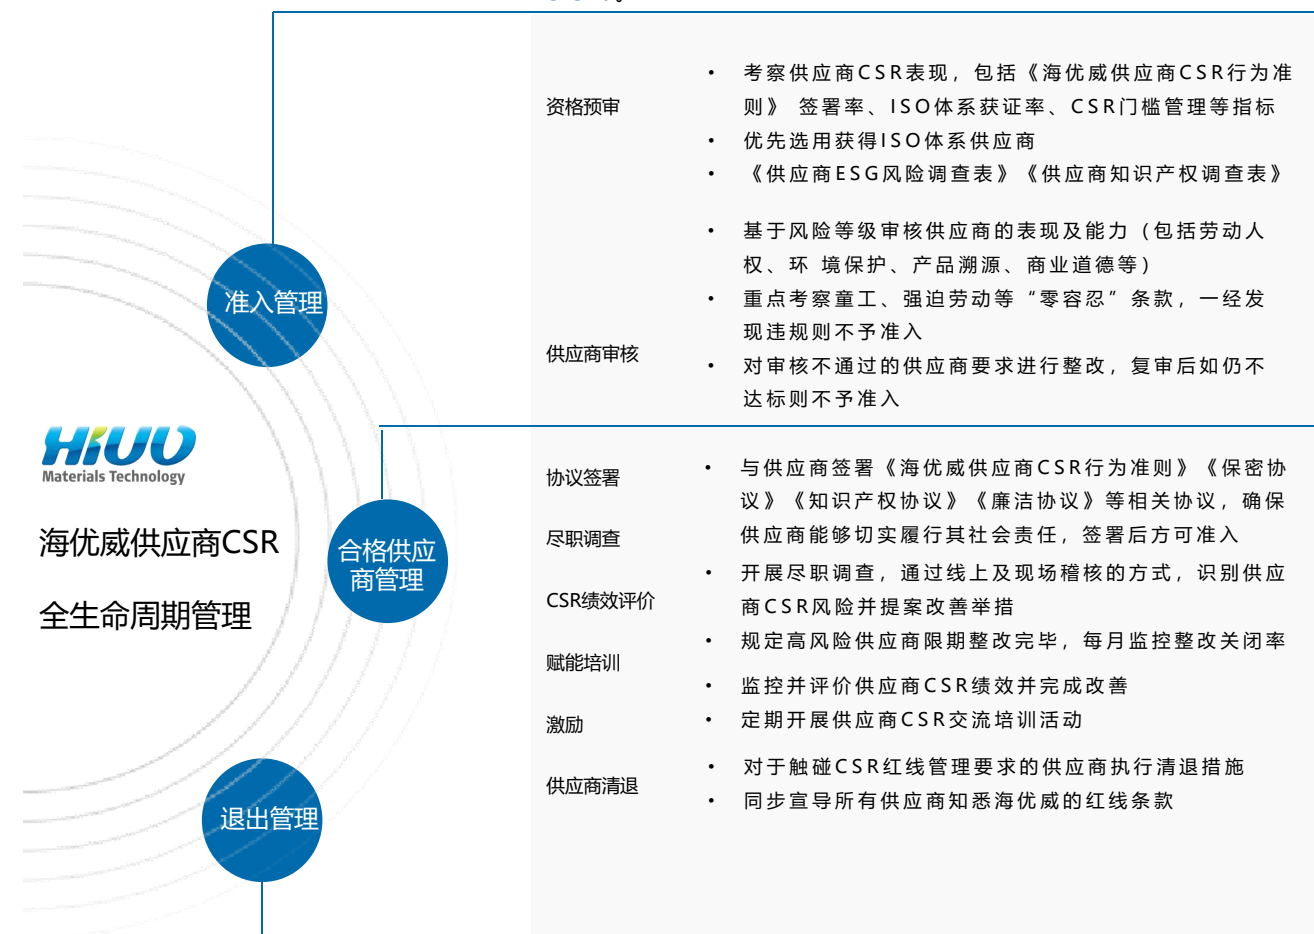 资格预审
• 考察供应商CSR表现，包括《海优威供应商CSR行为准
则》 签署率、ISO体系获证率、CSR门槛管理等指标
• 优先选用获得ISO体系供应商
• 《供应商ESG风险调查表》《供应商知识产权调查表》
供应商审核
• 基于风险等级审核供应商的表现及能力（包括劳动人
权、环 境保护、产品溯源、商业道德等）
• 重点考察童工、强迫劳动等“零容忍”条款，一经发
现违规则不予准入
• 对审核不通过的供应商要求进行整改，复审后如仍不
达标则不予准入
准入管理
HIUU
Materials Technology
海优威供应商CSR
全生命周期管理
合格供应
商管理
协议签署
尽职调查
CSR绩效评价
赋能培训
激励
供应商清退
• 与供应商签署《海优威供应商CSR行为准则》《保密协
议》《知识产权协议》《廉洁协议》等相关协议，确保
供应商能够切实履行其社会责任，签署后方可准入
• 开展尽职调查，通过线上及现场稽核的方式，识别供应
商CSR风险并提案改善举措
• 规定高风险供应商限期整改完毕，每月监控整改关闭率
• 监控并评价供应商CSR绩效并完成改善
• 定期开展供应商CSR交流培训活动
• 对于触碰CSR红线管理要求的供应商执行清退措施
• 同步宣导所有供应商知悉海优威的红线条款
退出管理